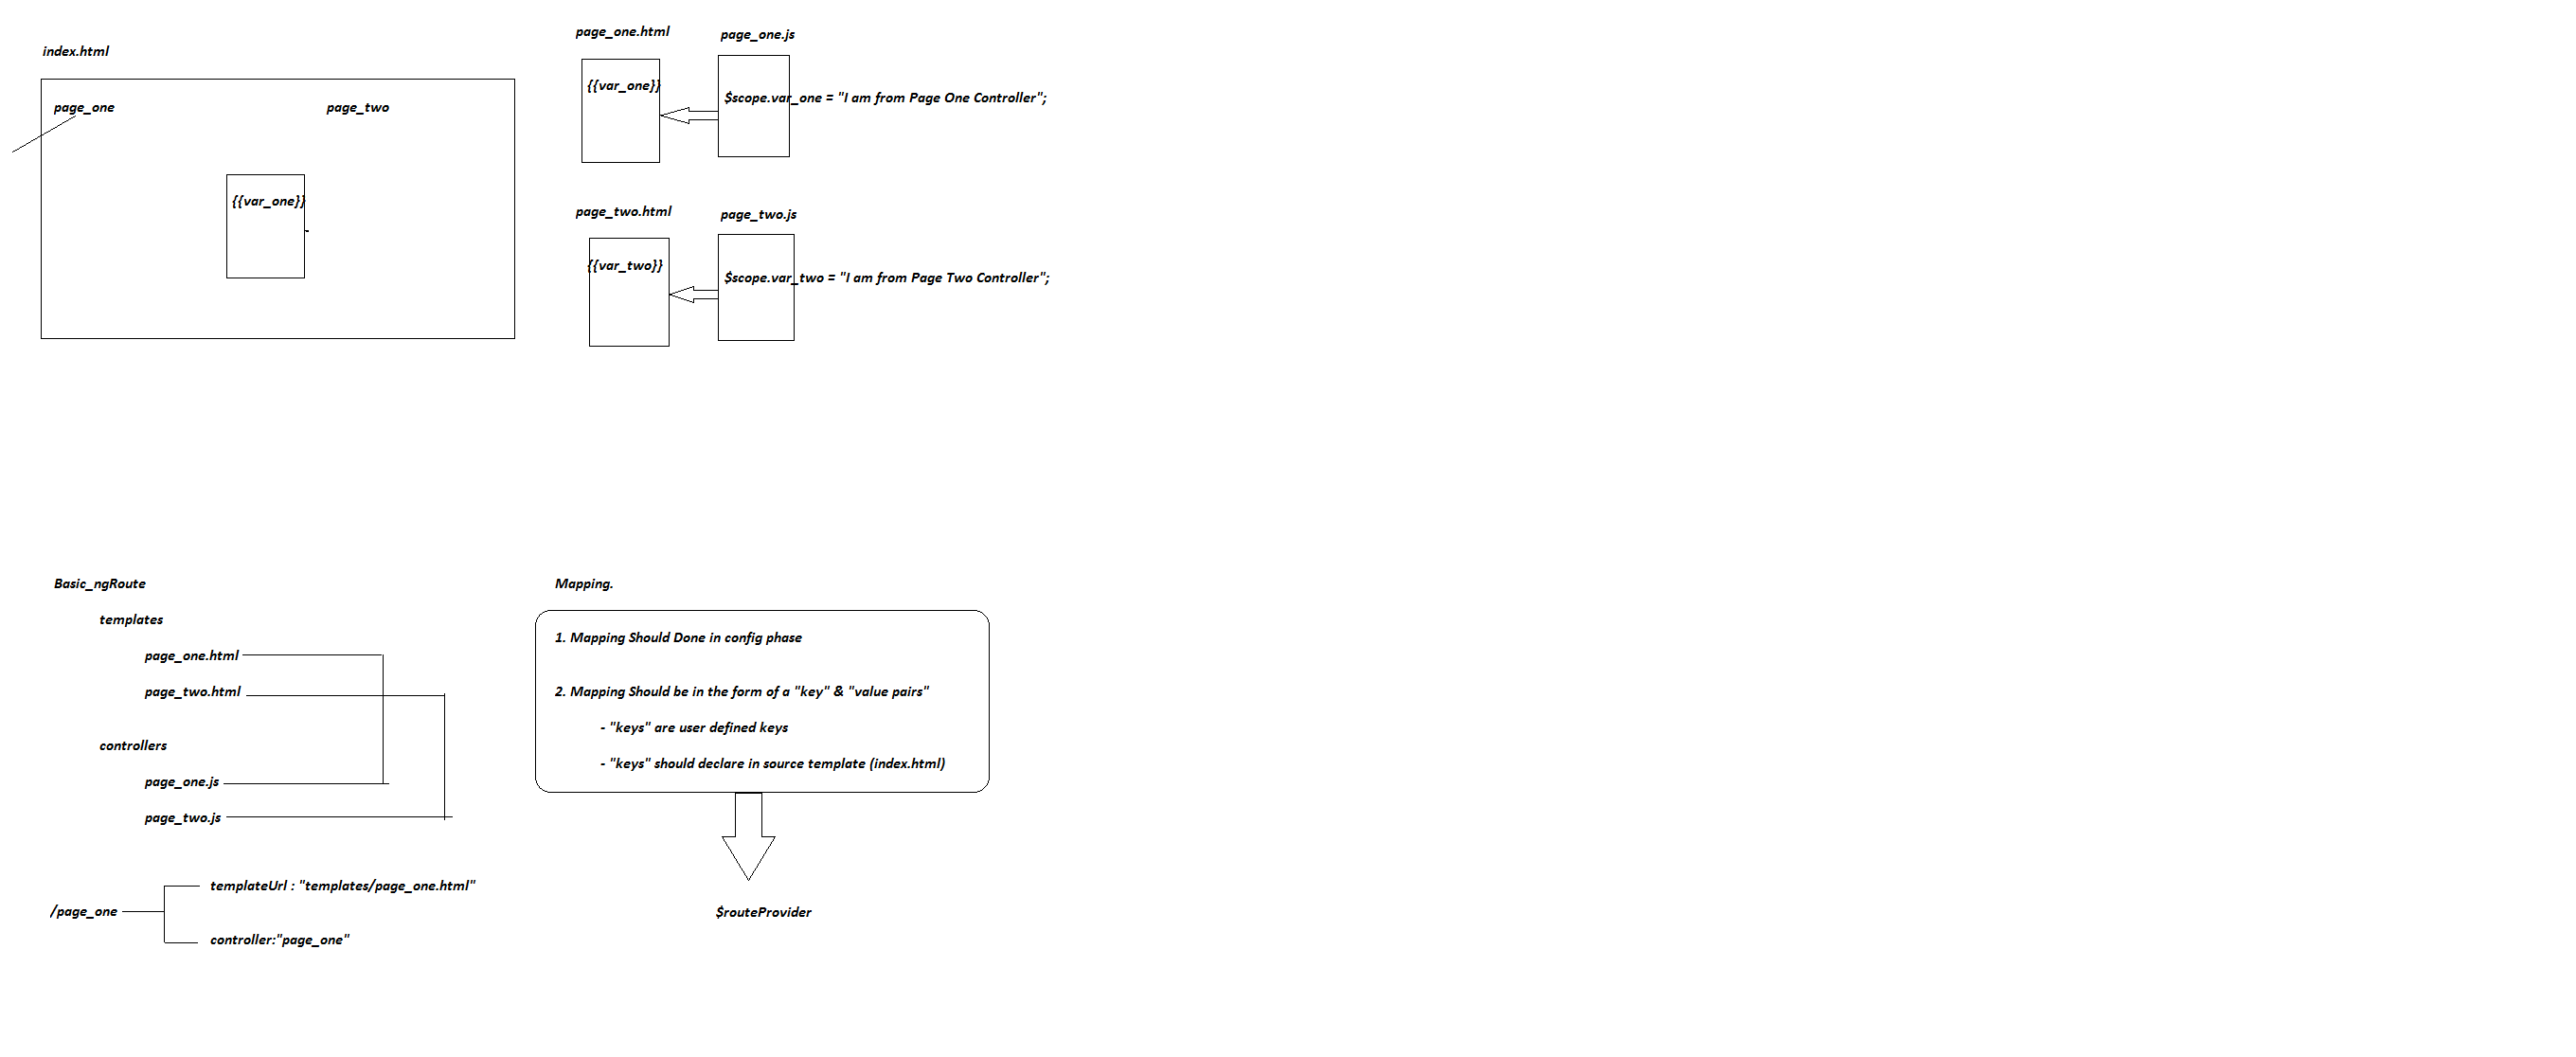 index.html
page_one
page_two
{{var_one}}
page_one.html
page_one.js
{{var_one}}
$scope.var_one = "I am from Page One Controller";
page_two.html
page_two.js
{{var_two}}
$scope.var_two = "I am from Page Two Controller";
Basic_ngRoute
templates
page_one.html
page_two.html
controllers
page_one.js
page_two.js
/page_one
templateUrl : "templates/page_one.html"
controller:"page_one"
Mapping.
1. Mapping Should Done in config phase
2. Mapping Should be in the form of a "key" & "value pairs"
- "keys" are user defined keys
- "keys" should declare in source template (index.html)
$routeProvider